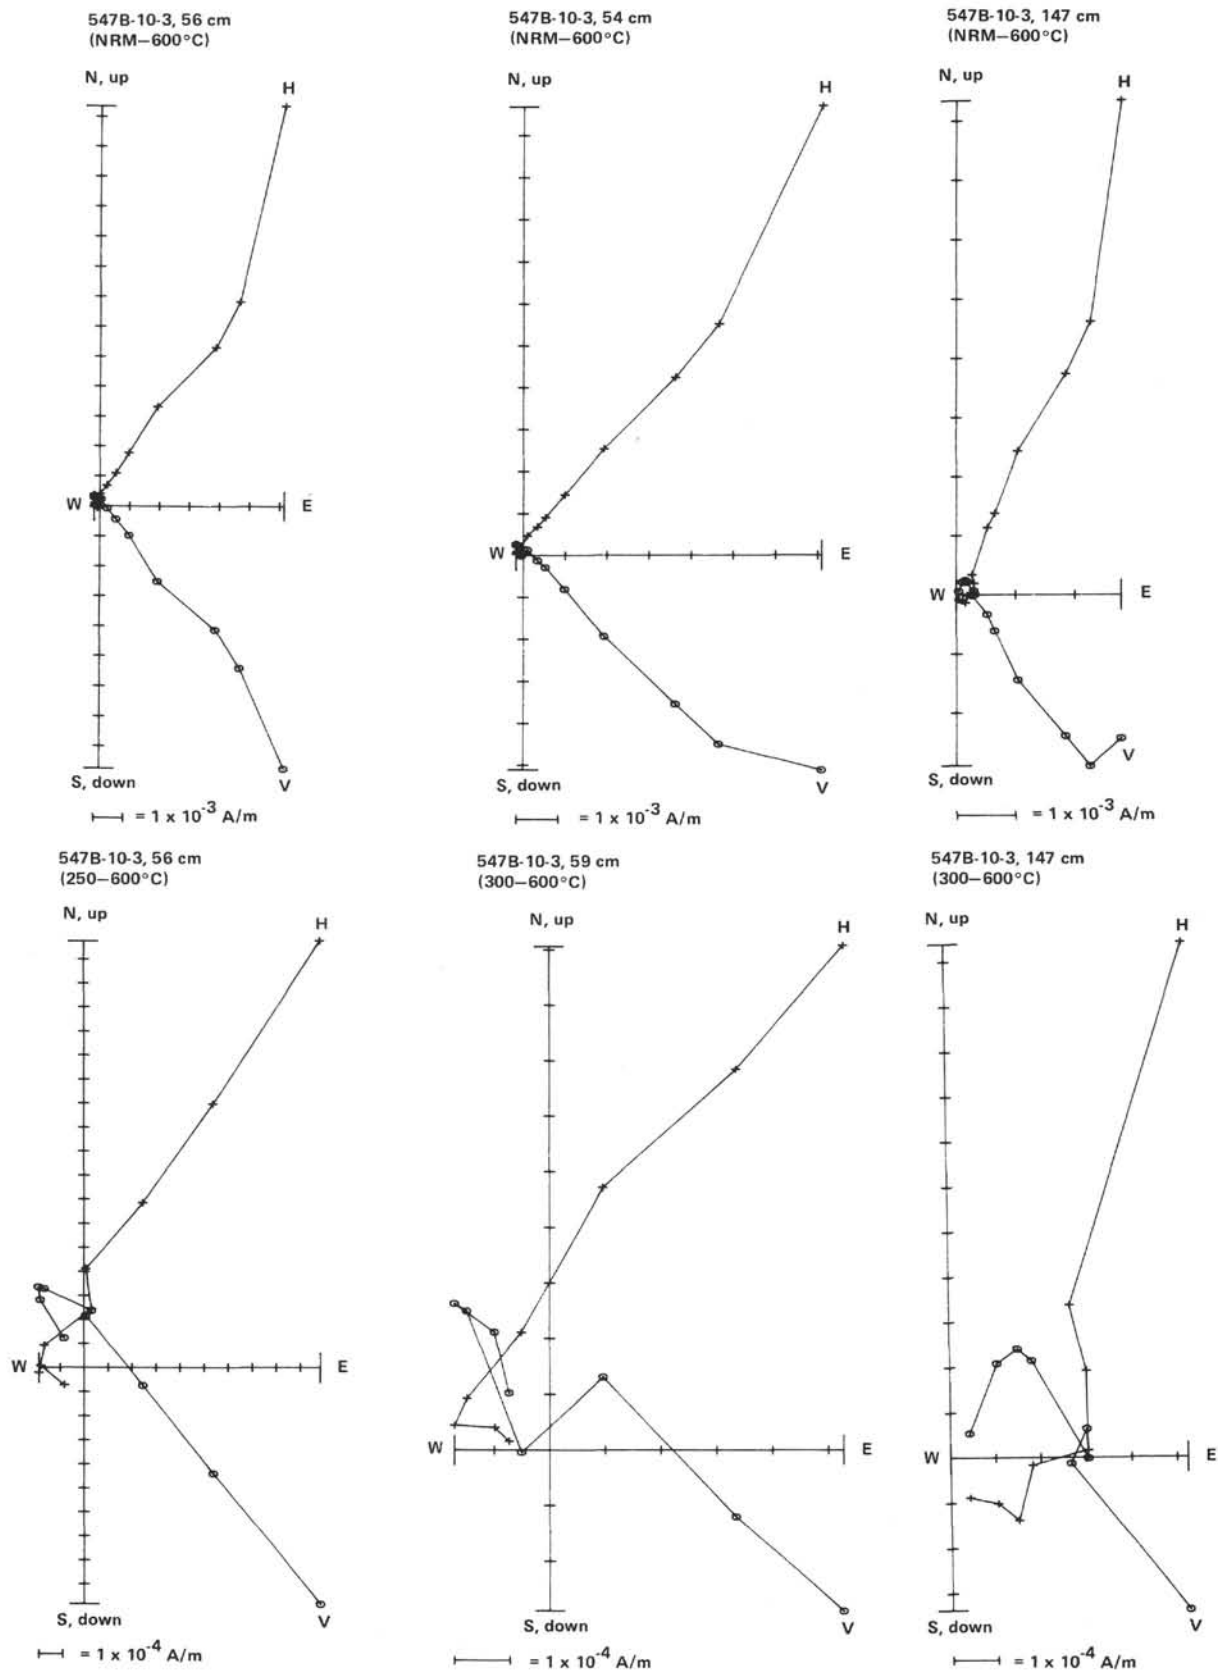 547B-10-3, 56 cm
(NRM—600°C)
N, up
H
W
E
S, down
V
= 1 x 10-3 A/m
547B-10-3, 54 cm
(NRM—600°C)
N, up
H
W
E
S, down
V
= 1 x 10-3 A/m
547B-10-3, 147 cm
(NRM—600°C)
N, up
H
W
E
S, down
V
= 1 x 10-3 A/m
547B-10-3, 56 cm
(250—600°C)
N, up
H
W
E
S, down
V
= 1 x 10-4 A/m
547B-10-3, 59 cm
(300—600°C)
N, up
H
W
E
S, down
V
= 1 x 10-4 A/m
547B-10-3, 147 cm
(300—600°C)
N, up
H
W
E
S, down
V
= 1 x 10-4 A/m